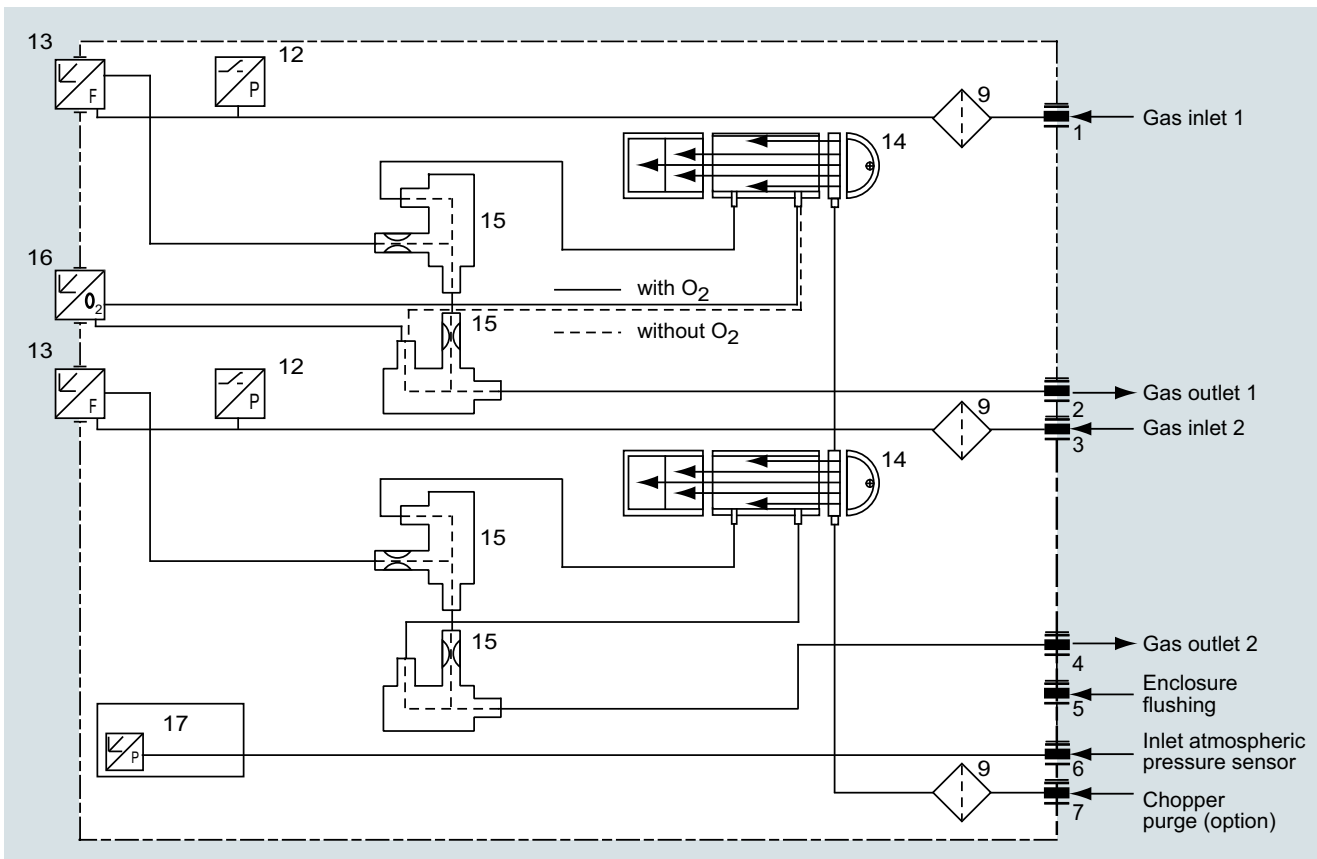 13
12
F
P
9
Gas inlet 1
1
14
15
16
O2
with O2
without O2
15
13
12
F
P
9
Gas outlet 1
2
Gas inlet 2
3
14
15
15
Gas outlet 2
4
Enclosure
flushing
5
17
P
Inlet atmospheric
pressure sensor
6
9
Chopper
purge (option)
7